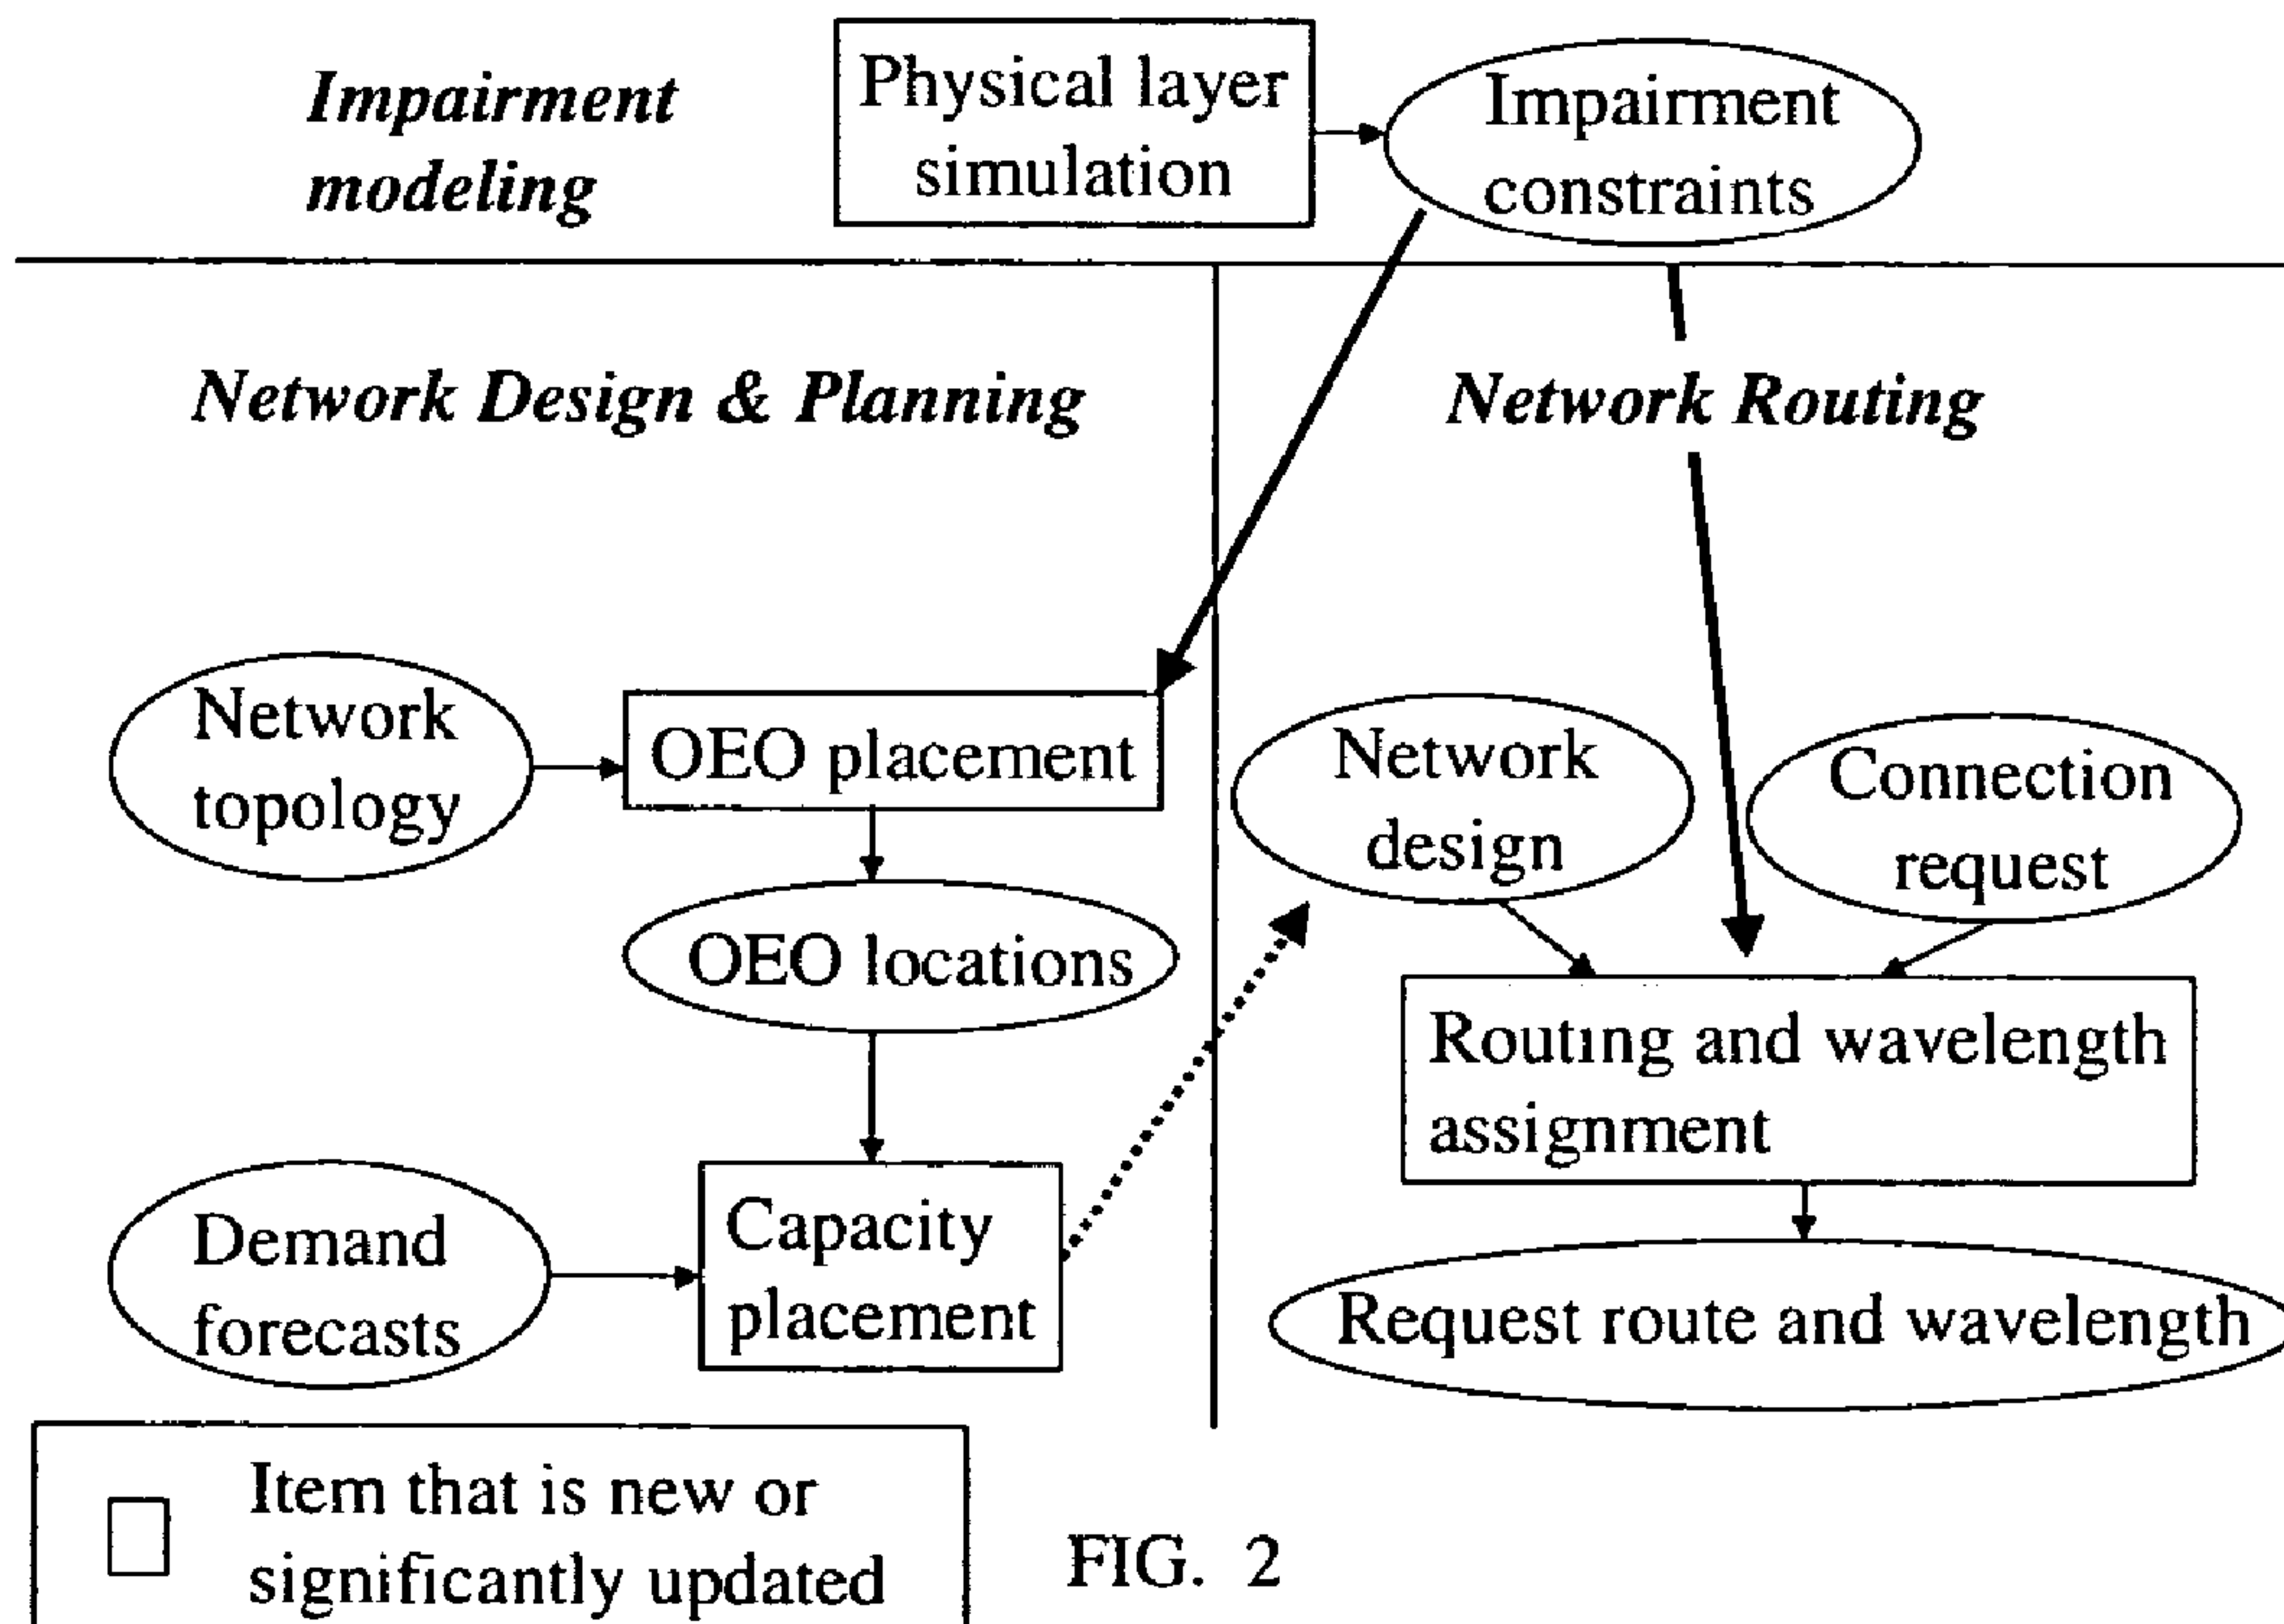 Impairment
modeling
Physical layer
simulation
Impairment
constraints
Network Design & Planning
Network Routing
Network
topology
OEO placement
OEO locations
Demand
forecasts
Capacity
placement
Network
design
Connection
request
Routing and wavelength
assignment
Request route and wavelength
Item that is new or
significantly updated
FIG. 2